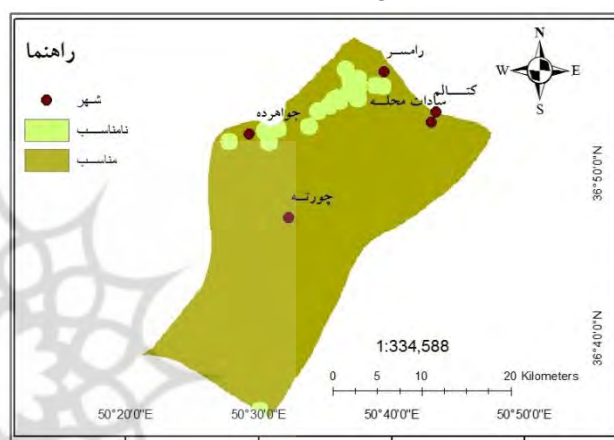 راهنما
شهر
نامناسب
مناسب
رامسر
کتالم
سادات محله
جواهرده
چورته
N
W E
S
36°50'0"N
36°40'0"N
1:334,588
0 5 10 20 Kilometers
50°20'0"E 50°30'0"E 50°40'0"E 50°50'0"E